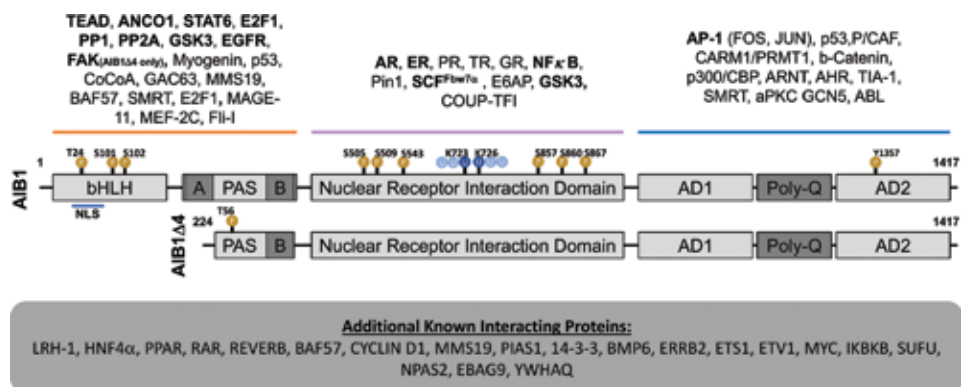 TEAD, ANCO1, STAT6, E2F1,
PP1, PP2A, GSK3, EGFR,
FAK(AIB1Δ4 only), Myogenin, p53,
CoCoA, GAC63, MMS19,
BAF57, SMRT, E2F1, MAGE-
11, MEF-2C, Fli-I
AR, ER, PR, TR, GR, NFκB,
Pin1, SCFFbw7α , E6AP, GSK3,
COUP-TFI
AP-1 (FOS, JUN), p53,P/CAF,
CARM1/PRMT1, b-Catenin,
p300/CBP, ARNT, AHR, TIA-1,
SMRT, aPKC GCN5, ABL
T24 S101 S102 S505 S509 S543 K723 K726 S857 S860 S867 Y1357
1 1417
AIB1
bHLH A PAS B Nuclear Receptor Interaction Domain AD1 Poly-Q AD2
NLS
T56
224 1417
AIB1Δ4
PAS B Nuclear Receptor Interaction Domain AD1 Poly-Q AD2
Additional Known Interacting Proteins:
LRH-1, HNF4α, PPAR, RAR, REVERB, BAF57, CYCLIN D1, MMS19, PIAS1, 14-3-3, BMP6, ERRB2, ETS1, ETV1, MYC, IKBKB, SUFU,
NPAS2, EBAG9, YWHAQ